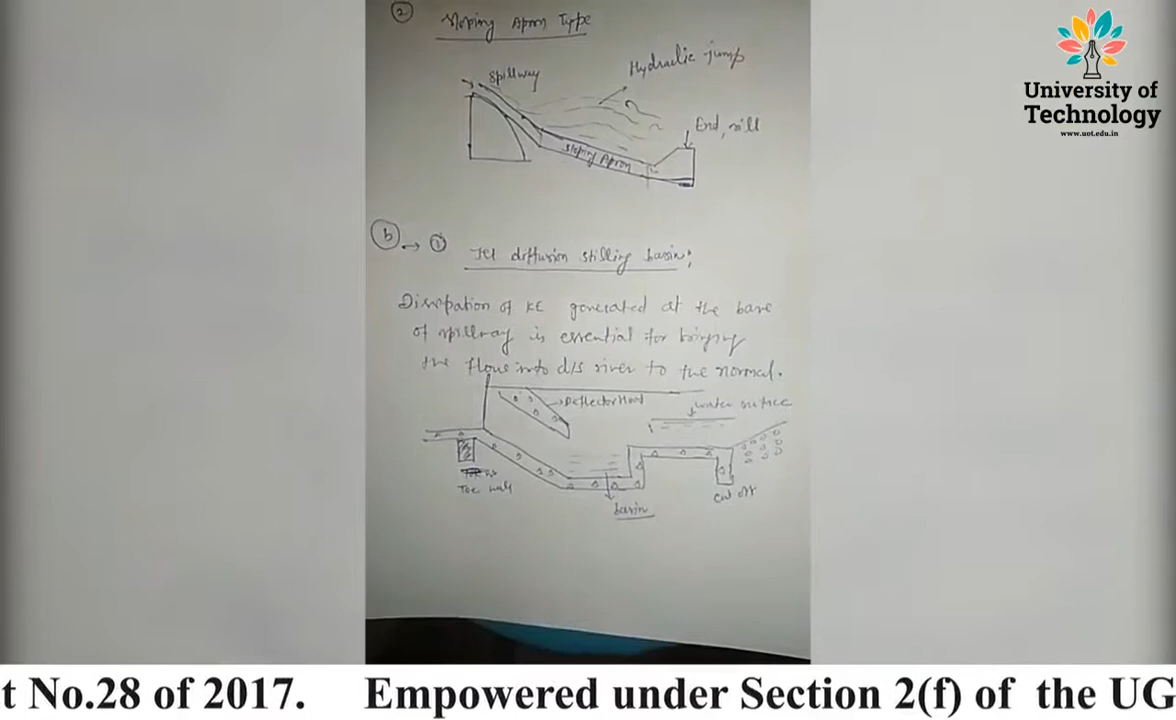 ② Sloping Apron Type
Spillway
Hydraulic jump
End, sill
Sloping Apron
ⓑ → ① Jet diffusion stilling basin;
Dissipation of KE generated at the base
of spillway is essential for bringing
the flow into d/s river to the normal.
Deflector Hood
water surface
Toe wall
basin
cut off
University of
Technology
www.uot.edu.in
t No.28 of 2017. Empowered under Section 2(f) of the UG